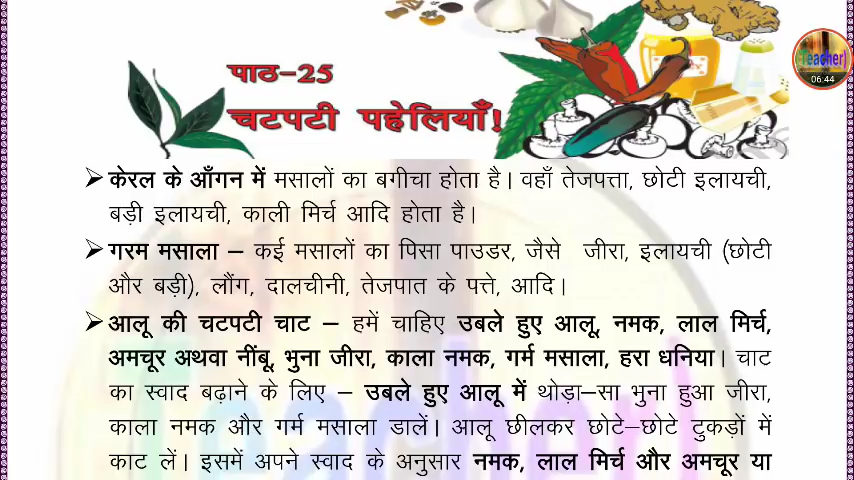 पाठ–25
चटपटी पहेलियाँ!
Teacher!
06:44
केरल के आँगन में मसालों का बगीचा होता है। वहाँ तेजपत्ता, छोटी इलायची,
बड़ी इलायची, काली मिर्च आदि होता है।
गरम मसाला – कई मसालों का पिसा पाउडर, जैसे जीरा, इलायची (छोटी
और बड़ी), लौंग, दालचीनी, तेजपात के पत्ते, आदि।
आलू की चटपटी चाट – हमें चाहिए उबले हुए आलू, नमक, लाल मिर्च,
अमचूर अथवा नींबू, भुना जीरा, काला नमक, गर्म मसाला, हरा धनिया। चाट
का स्वाद बढ़ाने के लिए – उबले हुए आलू में थोड़ा–सा भुना हुआ जीरा,
काला नमक और गर्म मसाला डालें। आलू छीलकर छोटे–छोटे टुकड़ों में
काट लें। इसमें अपने स्वाद के अनुसार नमक, लाल मिर्च और अमचूर या